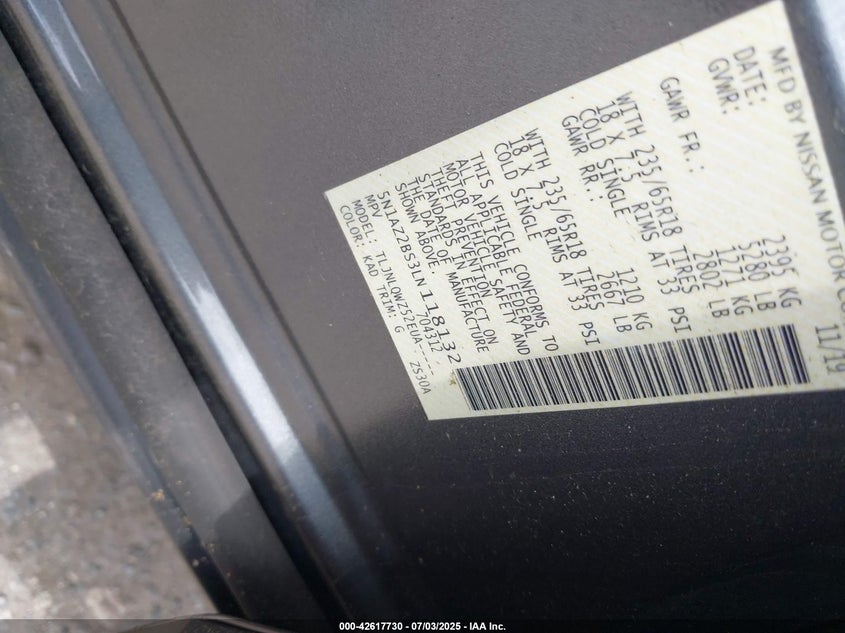 MFD BY NISSAN MOTOR CO
DATE: 11/19
GVWR: 2395 KG
5280 LB
GAWR FR.: 1271 KG
2802 LB
WITH 235/65R18 TIRES
18 X 7.5 RIMS AT 33 PSI
COLD SINGLE
GAWR RR.: 1210 KG
2667 LB
WITH 235/65R18 TIRES
18 X 7.5 RIMS AT 33 PSI
COLD SINGLE
THIS VEHICLE CONFORMS TO
ALL APPLICABLE FEDERAL
MOTOR VEHICLE SAFETY AND
THEFT PREVENTION
STANDARDS IN EFFECT ON
THE DATE OF MANUFACTURE
SHOWN ABOVE.
5N1AZ2BS3LN118132
MPV 704312
MODEL: TLJNLQWZS2EUA-----
COLOR: KAD TRIM: G ZS30A
000-42617730 - 07/03/2025 - IAA Inc.